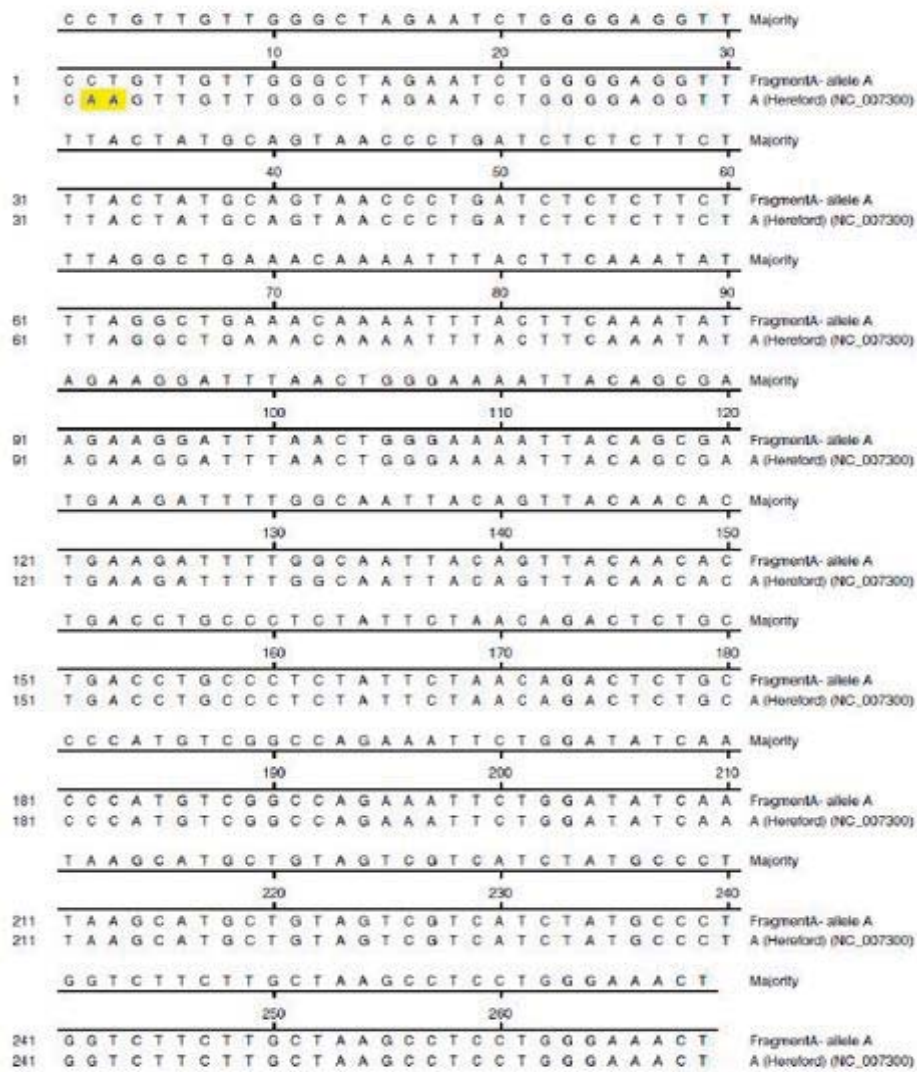 C C T G T T G T T G G G C T A G A A T C T G G G G A G G T T Majority
10 20 30
1 C C T G T T G T T G G G C T A G A A T C T G G G G A G G T T FragmentA- allele A
1 C A A G T T G T T G G G C T A G A A T C T G G G G A G G T T A (Hereford) (NC_007300)
T T A C T A T G C A G T A A C C C T G A T C T C T C T T C T Majority
40 50 60
31 T T A C T A T G C A G T A A C C C T G A T C T C T C T T C T FragmentA- allele A
31 T T A C T A T G C A G T A A C C C T G A T C T C T C T T C T A (Hereford) (NC_007300)
T T A G G C T G A A A C A A A A T T T A C T T C A A A T A T Majority
70 80 90
61 T T A G G C T G A A A C A A A A T T T A C T T C A A A T A T FragmentA- allele A
61 T T A G G C T G A A A C A A A A T T T A C T T C A A A T A T A (Hereford) (NC_007300)
A G A A G G A T T T A A C T G G G A A A A T T A C A G C G A Majority
100 110 120
91 A G A A G G A T T T A A C T G G G A A A A T T A C A G C G A FragmentA- allele A
91 A G A A G G A T T T A A C T G G G A A A A T T A C A G C G A A (Hereford) (NC_007300)
T G A A G A T T T T G G C A A T T A C A G T T A C A A C A C Majority
130 140 150
121 T G A A G A T T T T G G C A A T T A C A G T T A C A A C A C FragmentA- allele A
121 T G A A G A T T T T G G C A A T T A C A G T T A C A A C A C A (Hereford) (NC_007300)
T G A C C T G C C C T C T A T T C T A A C A G A C T C T G C Majority
160 170 180
151 T G A C C T G C C C T C T A T T C T A A C A G A C T C T G C FragmentA- allele A
151 T G A C C T G C C C T C T A T T C T A A C A G A C T C T G C A (Hereford) (NC_007300)
C C C A T G T C G G C C A G A A A T T C T G G A T A T C A A Majority
190 200 210
181 C C C A T G T C G G C C A G A A A T T C T G G A T A T C A A FragmentA- allele A
181 C C C A T G T C G G C C A G A A A T T C T G G A T A T C A A A (Hereford) (NC_007300)
T A A G C A T G C T G T A G T C G T C A T C T A T G C C C T Majority
220 230 240
211 T A A G C A T G C T G T A G T C G T C A T C T A T G C C C T FragmentA- allele A
211 T A A G C A T G C T G T A G T C G T C A T C T A T G C C C T A (Hereford) (NC_007300)
G G T C T T C T T G C T A A G C C T C C T G G G A A A C T Majority
250 260
241 G G T C T T C T T G C T A A G C C T C C T G G G A A A C T FragmentA- allele A
241 G G T C T T C T T G C T A A G C C T C C T G G G A A A C T A (Hereford) (NC_007300)